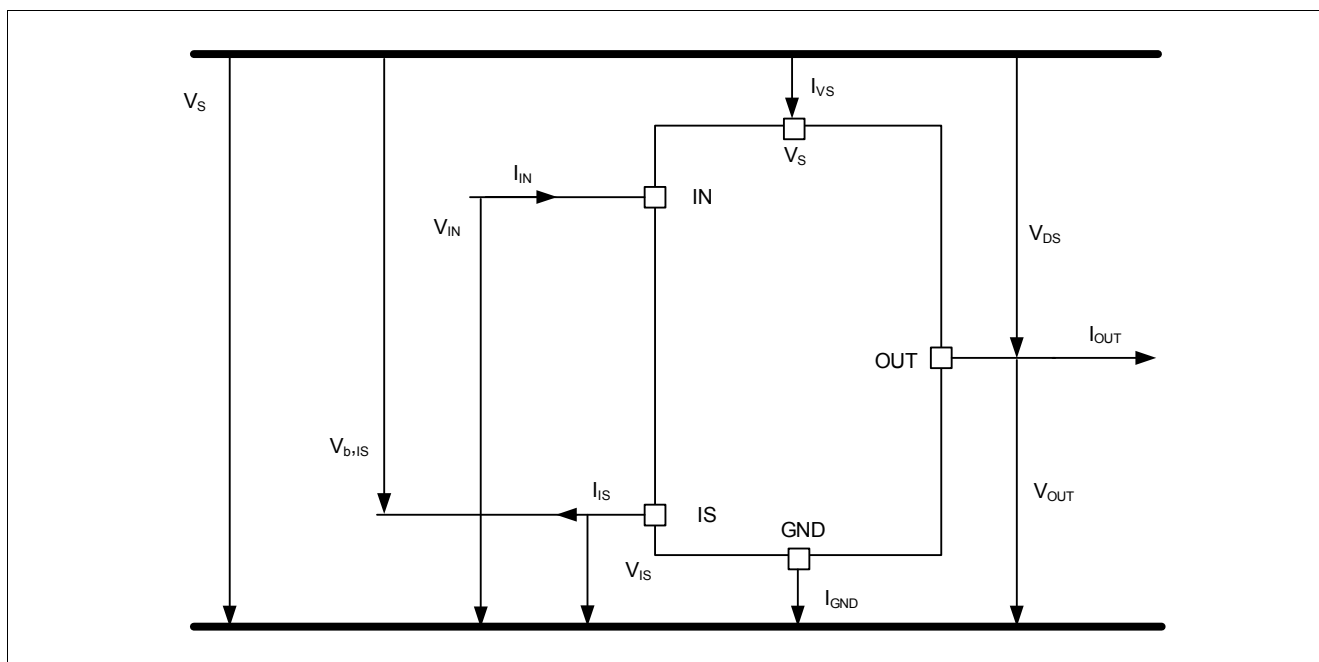 V_S
I_VS
V_S
I_IN
IN
V_IN
V_DS
I_OUT
OUT
V_b,IS
I_IS
IS
V_OUT
GND
V_IS
I_GND